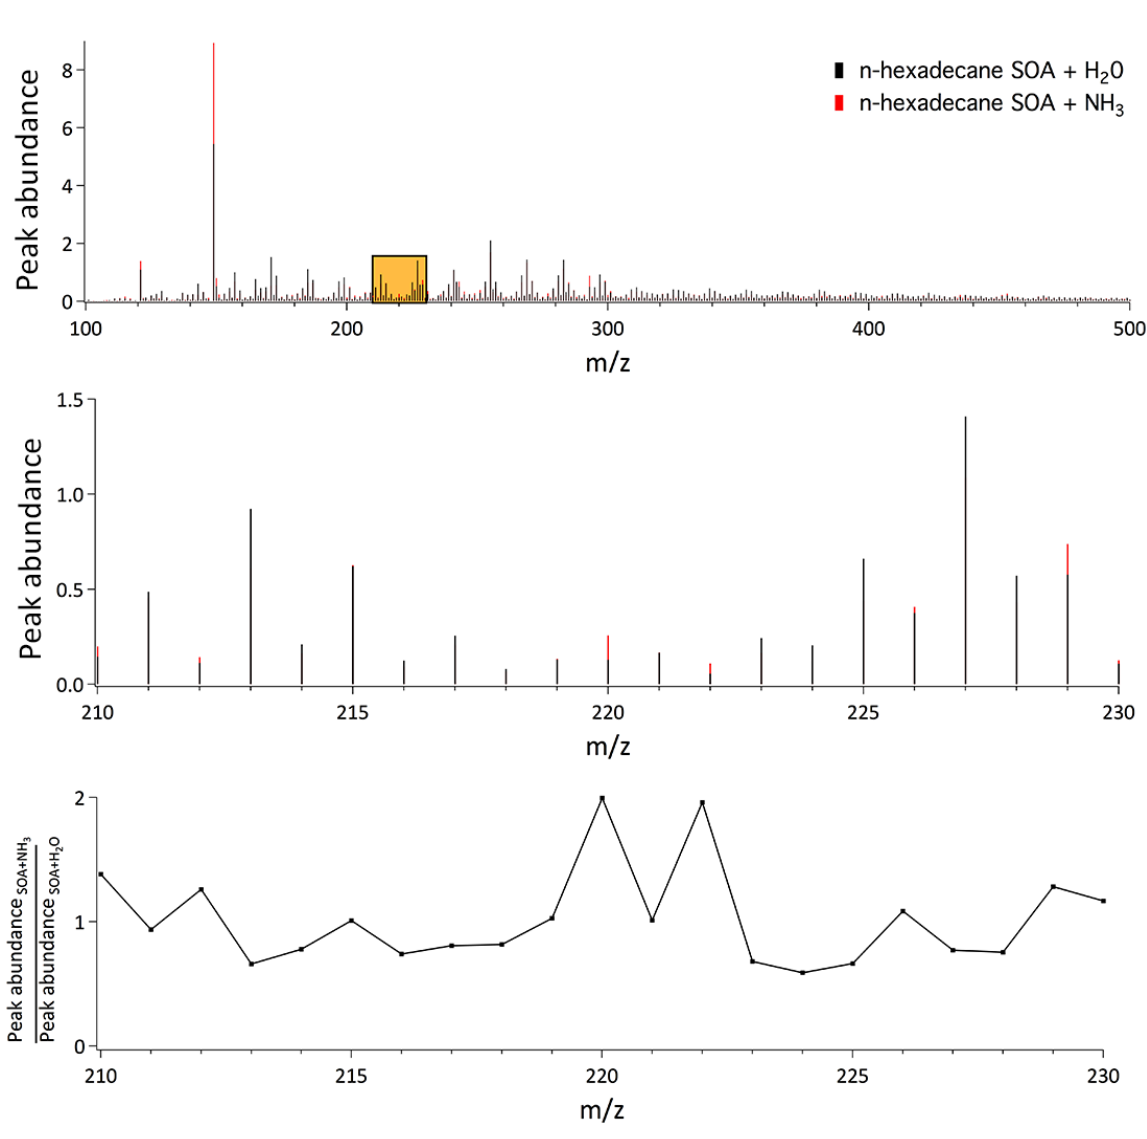 n-hexadecane SOA + H₂O
n-hexadecane SOA + NH₃
Peak abundance
8
6
4
2
0
100 200 300 400 500
m/z
Peak abundance
1.5
1.0
0.5
0.0
210 215 220 225 230
m/z
Peak abundance SOA+NH₃
Peak abundance SOA+H₂O
2
1
0
210 215 220 225 230
m/z